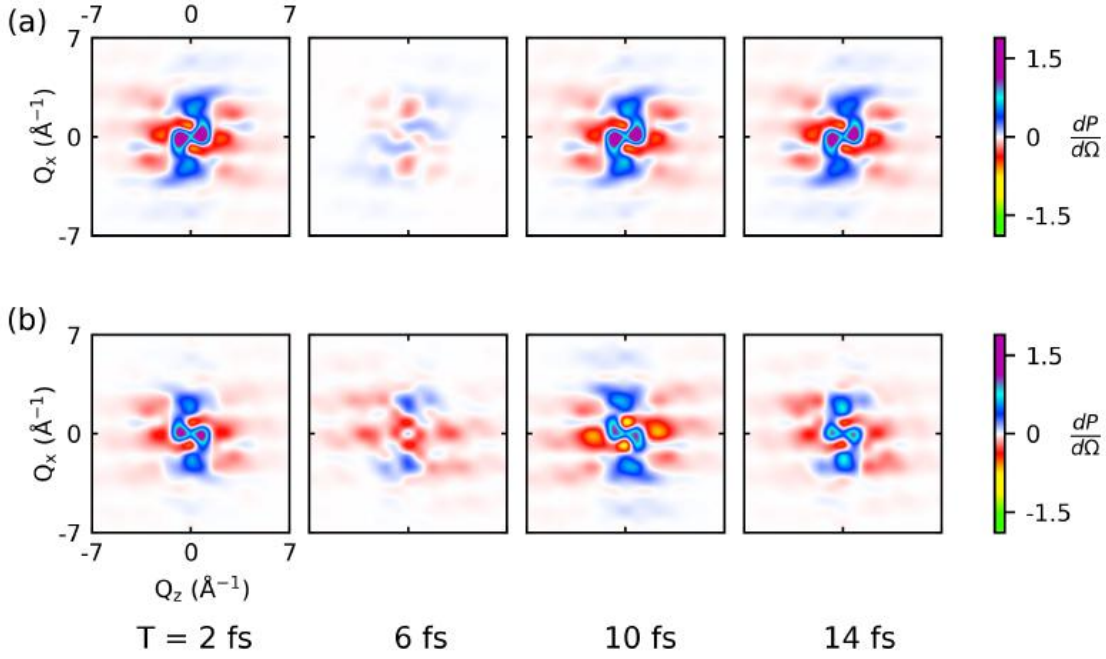 (a)
-7 0 7
7
0
-7
Qx (Å⁻¹)
1.5
0
-1.5
dP
dΩ
(b)
7
0
-7
Qx (Å⁻¹)
-7 0 7
Qz (Å⁻¹)
1.5
0
-1.5
dP
dΩ
T = 2 fs 6 fs 10 fs 14 fs